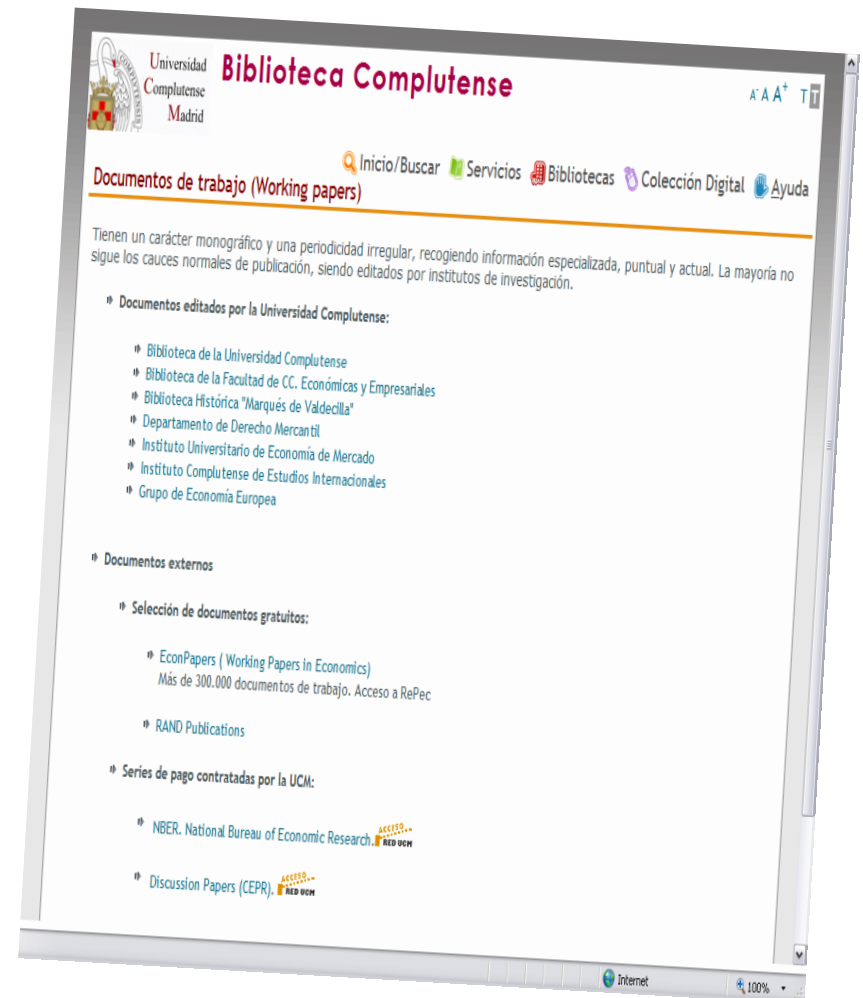 Universidad
Complutense
Madrid
Biblioteca Complutense
A- A A+ T T
Inicio/Buscar Servicios Bibliotecas Colección Digital Ayuda
Documentos de trabajo (Working papers)
Tienen un carácter monográfico y una periodicidad irregular, recogiendo información especializada, puntual y actual. La mayoría no
sigue los cauces normales de publicación, siendo editados por institutos de investigación.
Documentos editados por la Universidad Complutense:
Biblioteca de la Universidad Complutense
Biblioteca de la Facultad de CC. Económicas y Empresariales
Biblioteca Histórica "Marqués de Valdecilla"
Departamento de Derecho Mercantil
Instituto Universitario de Economía de Mercado
Instituto Complutense de Estudios Internacionales
Grupo de Economía Europea
Documentos externos
Selección de documentos gratuitos:
EconPapers ( Working Papers in Economics)
Más de 300.000 documentos de trabajo. Acceso a RePec
RAND Publications
Series de pago contratadas por la UCM:
NBER. National Bureau of Economic Research. ACCESO RED UCM
Discussion Papers (CEPR). ACCESO RED UCM
Internet 100%